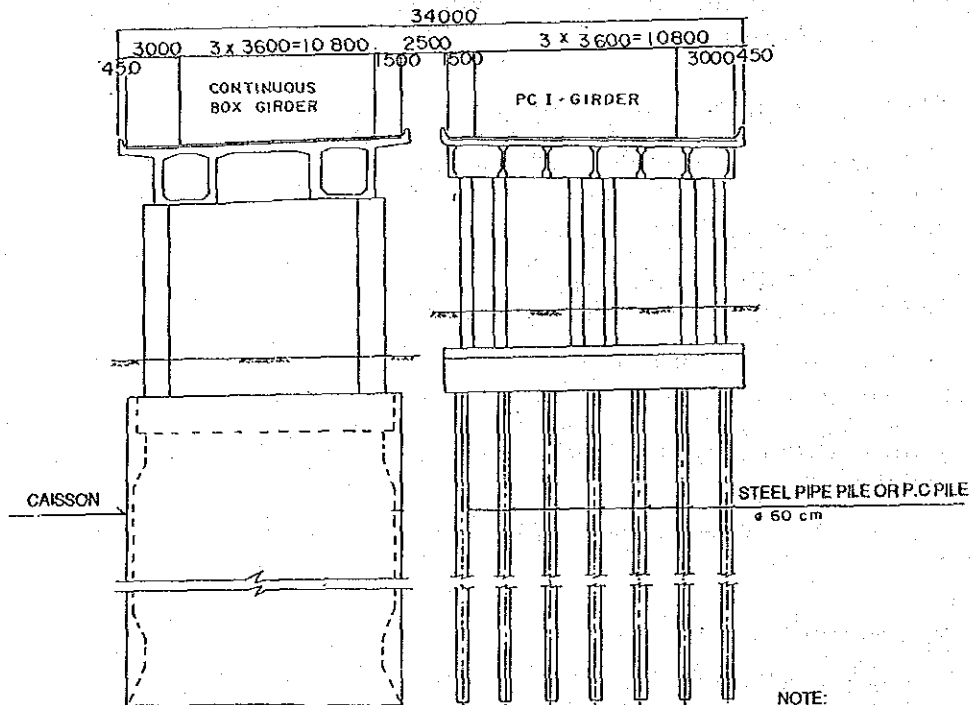 34000
3000 3 x 3600=10 800 2500 3 x 3600=10800
450 1500 500 3000 450
CONTINUOUS
BOX GIRDER
PC I-GIRDER
CAISSON
STEEL PIPE PILE OR P.C PILE
ø 60 cm
NOTE: